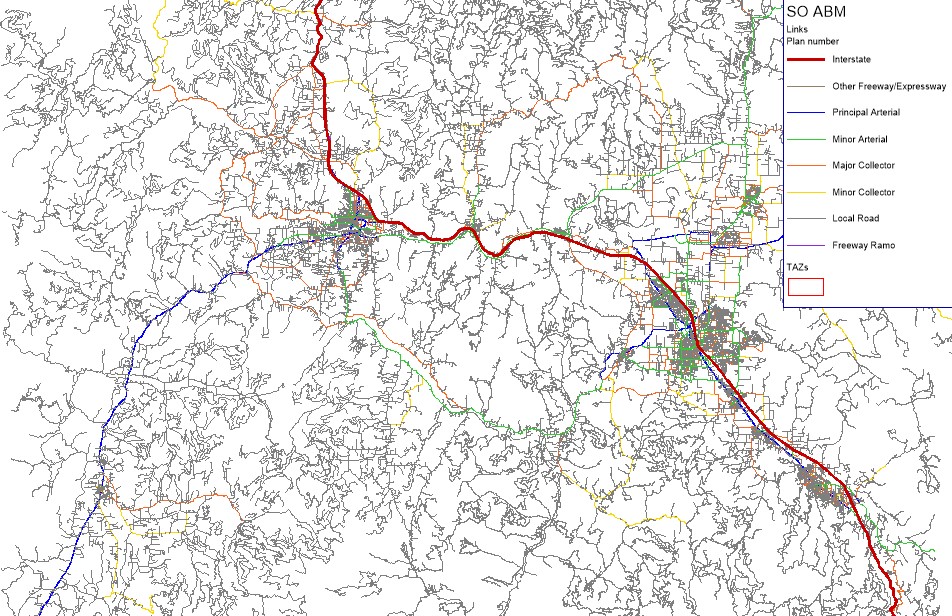 SO ABM
Links
Plan number
Interstate
Other Freeway/Expressway
Principal Arterial
Minor Arterial
Major Collector
Minor Collector
Local Road
Freeway Ramo
TAZs